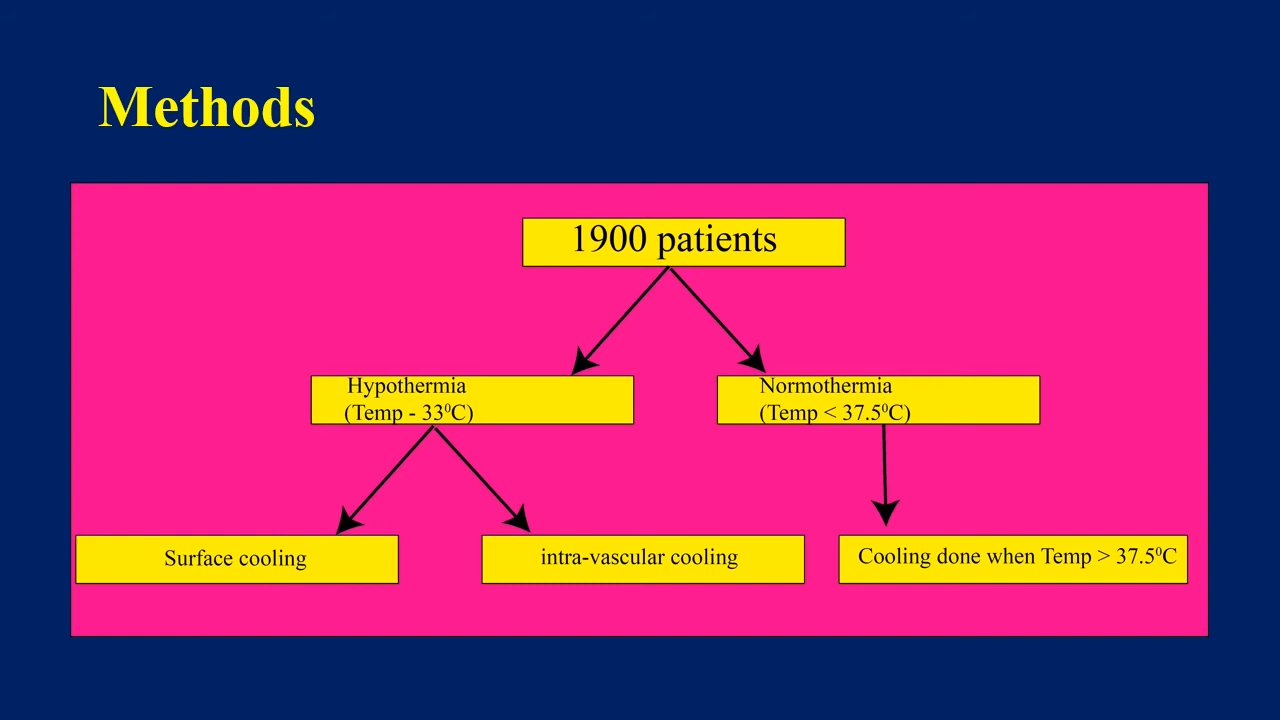 Methods
1900 patients
Hypothermia
(Temp - 33⁰C)
Normothermia
(Temp < 37.5⁰C)
Surface cooling
intra-vascular cooling
Cooling done when Temp > 37.5⁰C